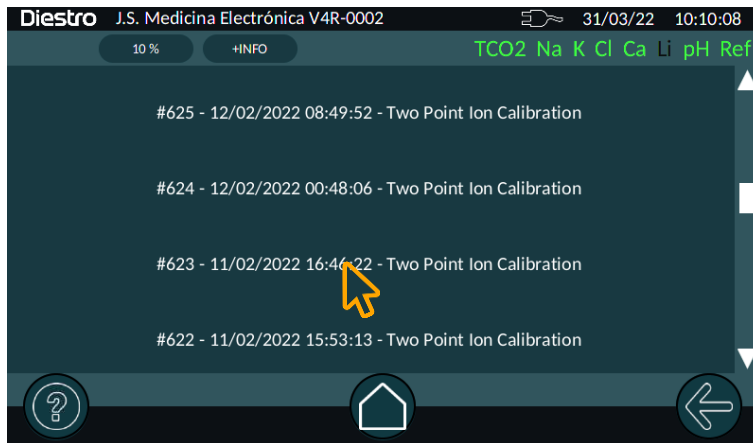 Diestro J.S. Medicina Electrónica V4R-0002 31/03/22 10:10:08
10 % +INFO TCO2 Na K Cl Ca Li pH Ref
#625 - 12/02/2022 08:49:52 - Two Point Ion Calibration
#624 - 12/02/2022 00:48:06 - Two Point Ion Calibration
#623 - 11/02/2022 16:46:22 - Two Point Ion Calibration
#622 - 11/02/2022 15:53:13 - Two Point Ion Calibration
?